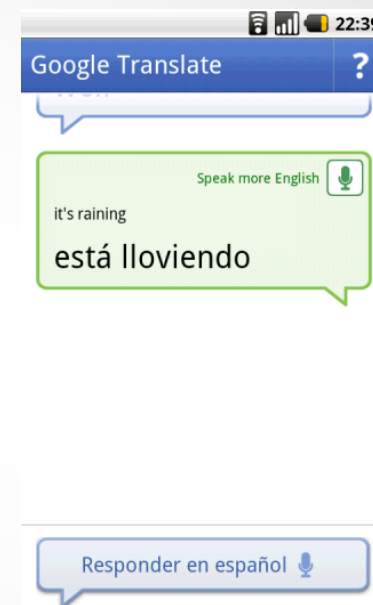 22:39
Google Translate ?
Speak more English
it's raining
está lloviendo
Responder en español